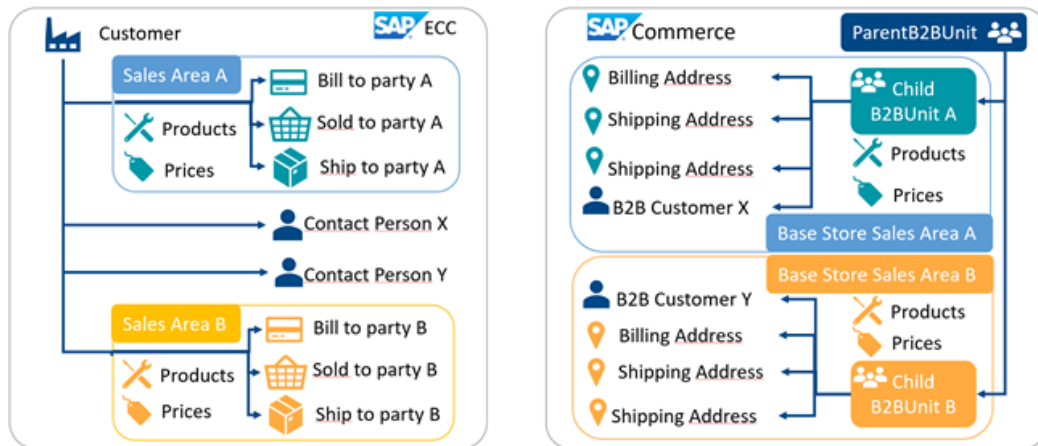 Customer
SAP ECC
Sales Area A
Bill to party A
Products
Sold to party A
Prices
Ship to party A
Contact Person X
Contact Person Y
Sales Area B
Bill to party B
Products
Sold to party B
Prices
Ship to party B
SAP Commerce
ParentB2BUnit
Billing Address
Child
B2BUnit A
Shipping Address
Products
Shipping Address
Prices
B2B Customer X
Base Store Sales Area A
Base Store Sales Area B
B2B Customer Y
Products
Billing Address
Prices
Shipping Address
Child
B2BUnit B
Shipping Address